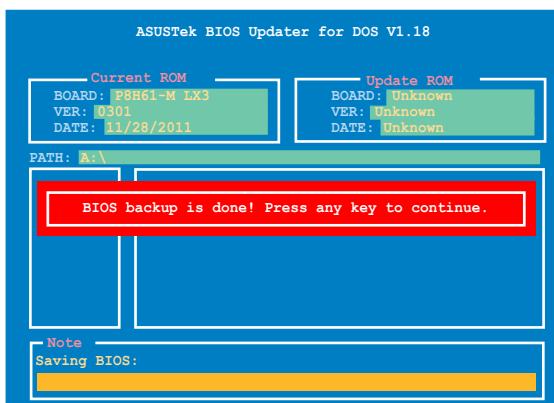 ASUSTek BIOS Updater for DOS V1.18
Current ROM
BOARD: P8H61-M LX3
VER: 0301
DATE: 11/28/2011
Update ROM
BOARD: Unknown
VER: Unknown
DATE: Unknown
PATH: A:\
BIOS backup is done! Press any key to continue.
Note
Saving BIOS: